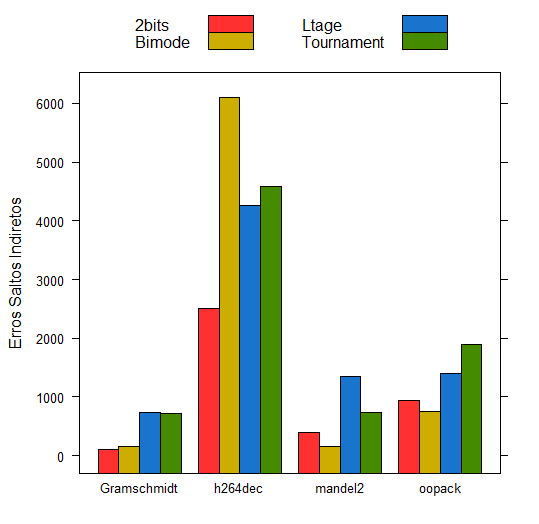 2bits Ltage
Bimode Tournament
6000
5000
4000
3000
2000
1000
0
Erros Saltos Indiretos
Gramschmidt h264dec mandel2 oopack